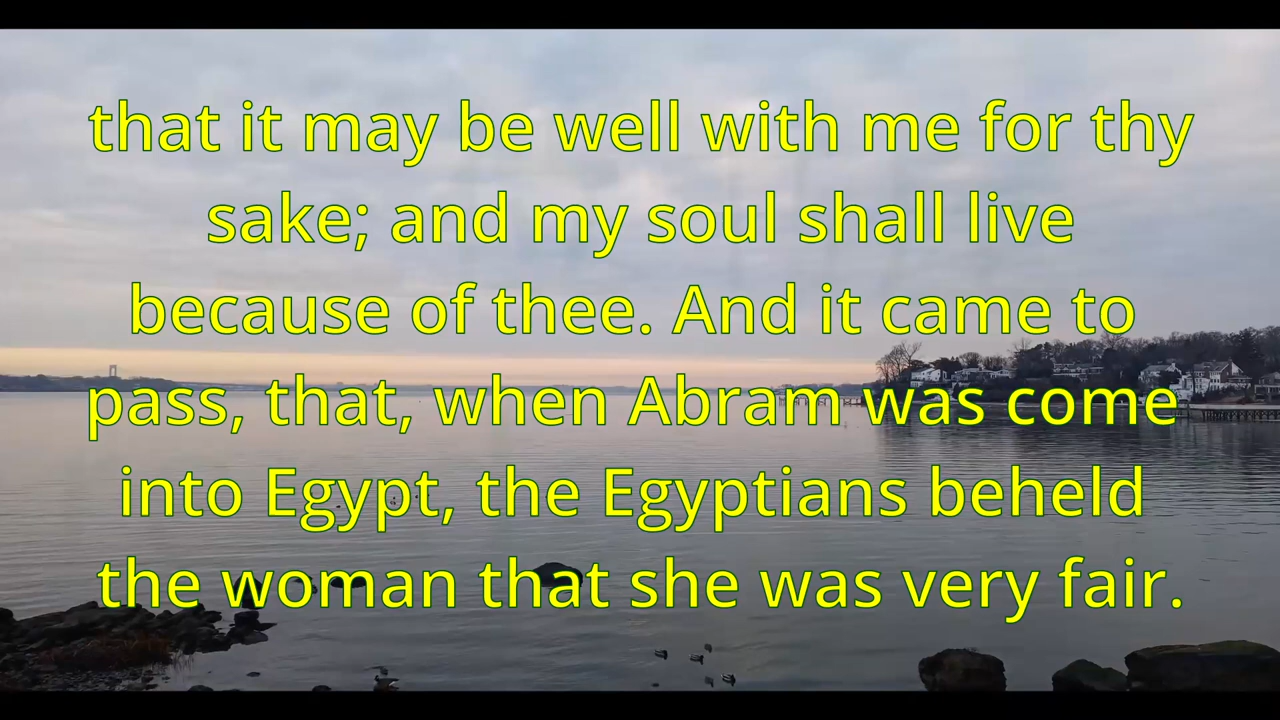 that it may be well with me for thy
sake; and my soul shall live
because of thee. And it came to
pass, that, when Abram was come
into Egypt, the Egyptians beheld
the woman that she was very fair.